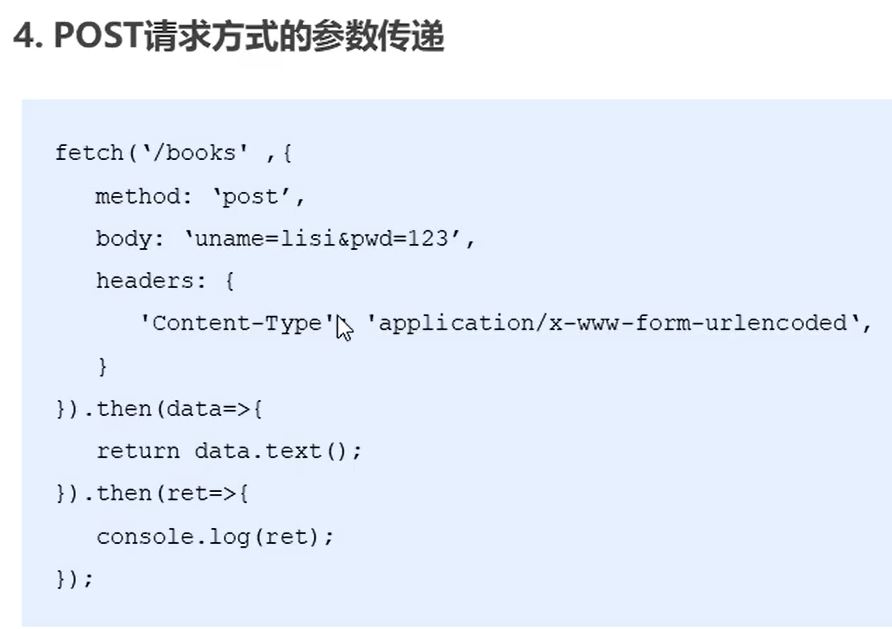 4. POST请求方式的参数传递
fetch(‘/books' ,{
method: ‘post’,
body: ‘uname=lisi&pwd=123’,
headers: {
'Content-Type': 'application/x-www-form-urlencoded‘,
}
}).then(data=>{
return data.text();
}).then(ret=>{
console.log(ret);
});